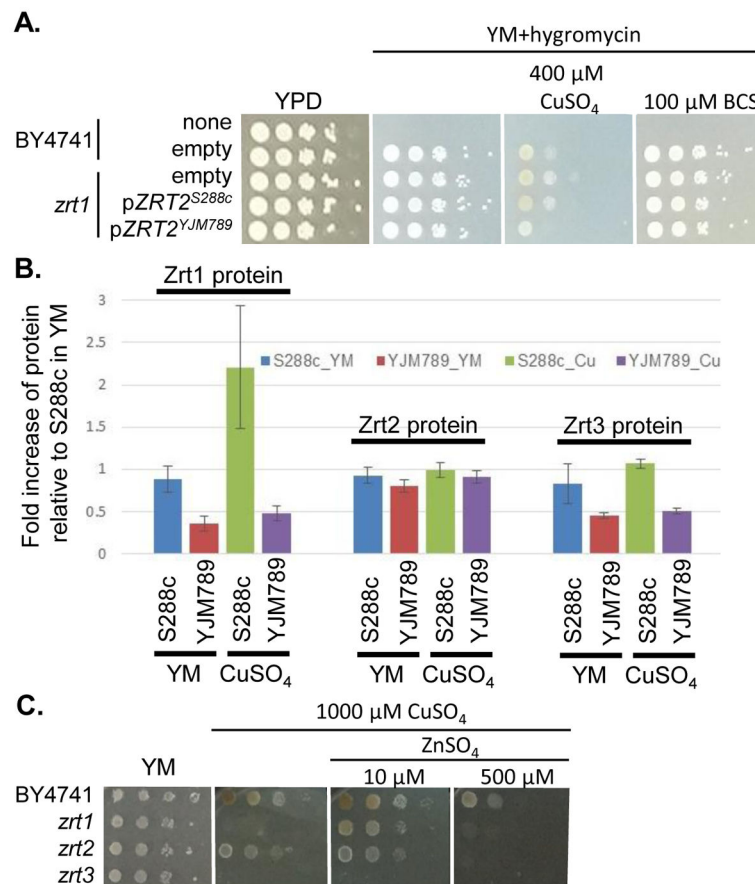 A.
YM+hygromycin
400 µM
YPD CuSO4 100 µM BCS
BY4741 none
empty
zrt1 empty
pZRT2S288c
pZRT2YJM789
B.
Zrt1 protein
Fold increase of protein
relative to S288c in YM
3
2.5
2
1.5
1
0.5
0
S288c_YM YJM789_YM S288c_Cu YJM789_Cu
Zrt2 protein Zrt3 protein
S288c YJM789 S288c YJM789 S288c YJM789 S288c YJM789 S288c YJM789 S288c YJM789
YM CuSO4 YM CuSO4 YM CuSO4
C.
1000 µM CuSO4
ZnSO4
YM 10 µM 500 µM
BY4741
zrt1
zrt2
zrt3